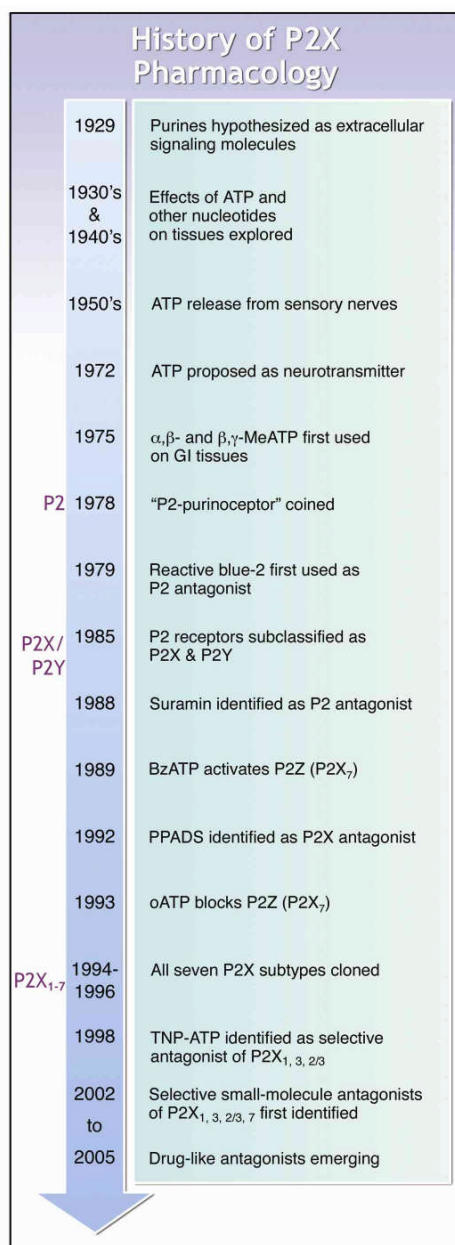 History of P2X
Pharmacology
1929
Purines hypothesized as extracellular
signaling molecules
1930's
&
1940's
Effects of ATP and
other nucleotides
on tissues explored
1950's
ATP release from sensory nerves
1972
ATP proposed as neurotransmitter
1975
α,β- and β,γ-MeATP first used
on GI tissues
P2
1978
“P2-purinoceptor” coined
1979
Reactive blue-2 first used as
P2 antagonist
P2X/
P2Y
1985
P2 receptors subclassified as
P2X & P2Y
1988
Suramin identified as P2 antagonist
1989
BzATP activates P2Z (P2X₇)
1992
PPADS identified as P2X antagonist
1993
oATP blocks P2Z (P2X₇)
P2X₁₋₇
1994-
1996
All seven P2X subtypes cloned
1998
TNP-ATP identified as selective
antagonist of P2X₁, ₃, ₂/₃
2002
to
2005
Selective small-molecule antagonists
of P2X₁, ₃, ₂/₃, ₇ first identified
Drug-like antagonists emerging